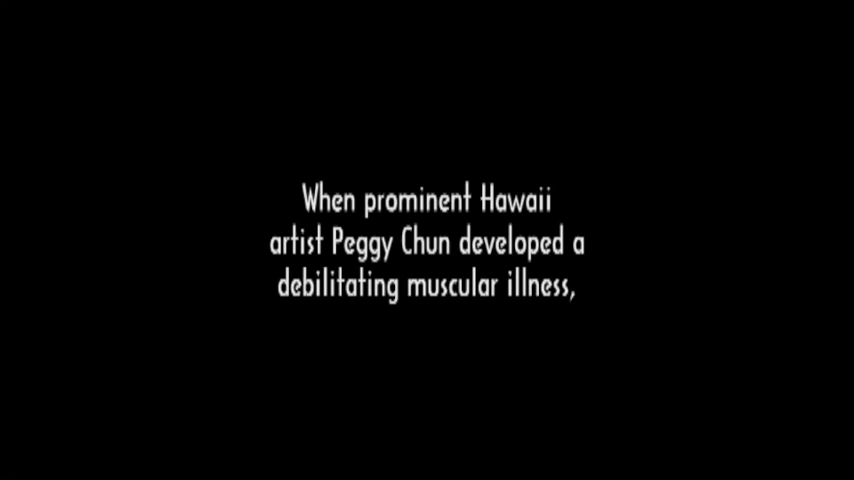 When prominent Hawaii
artist Peggy Chun developed a
debilitating muscular illness,